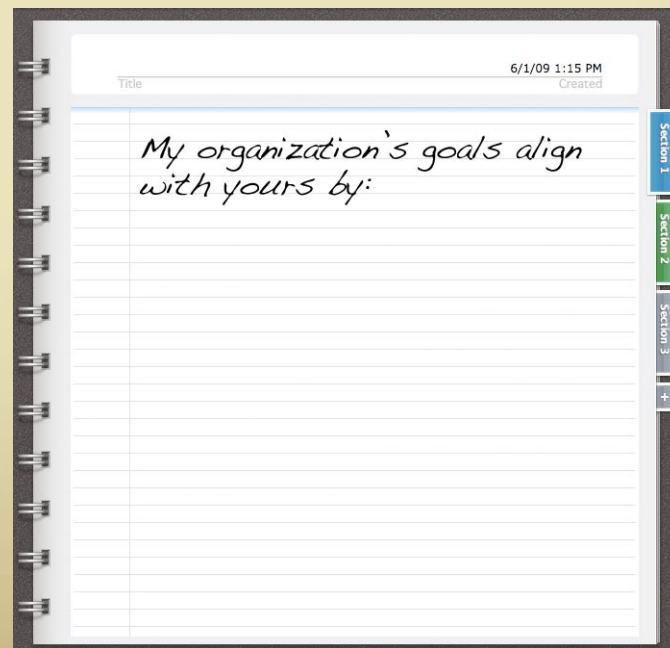 6/1/09 1:15 PM
Title
Created
My organization's goals align
with yours by:
Section 1
Section 2
Section 3
+